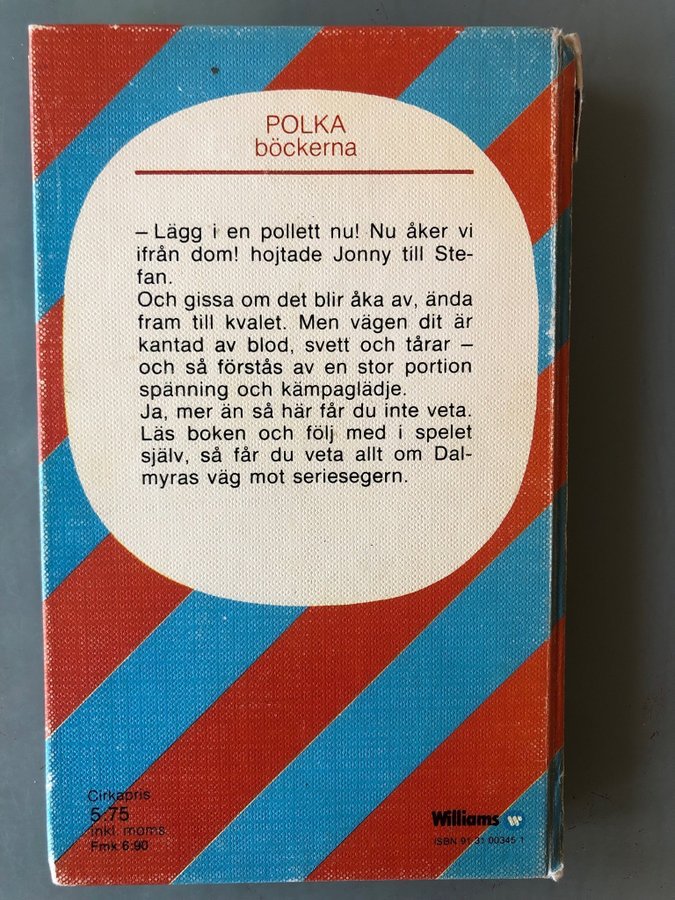 POLKA
böckerna
– Lägg i en pollett nu! Nu åker vi
ifrån dom! hojtade Jonny till Ste-
fan.
Och gissa om det blir åka av, ända
fram till kvalet. Men vägen dit är
kantad av blod, svett och tårar –
och så förstås av en stor portion
spänning och kämpaglädje.
Ja, mer än så här får du inte veta.
Läs boken och följ med i spelet
själv, så får du veta allt om Dal-
myras väg mot seriesegern.
Cirkapris
5:75
inkl. moms.
Fmk 6:90
Williams W
ISBN 91 31 00345 1